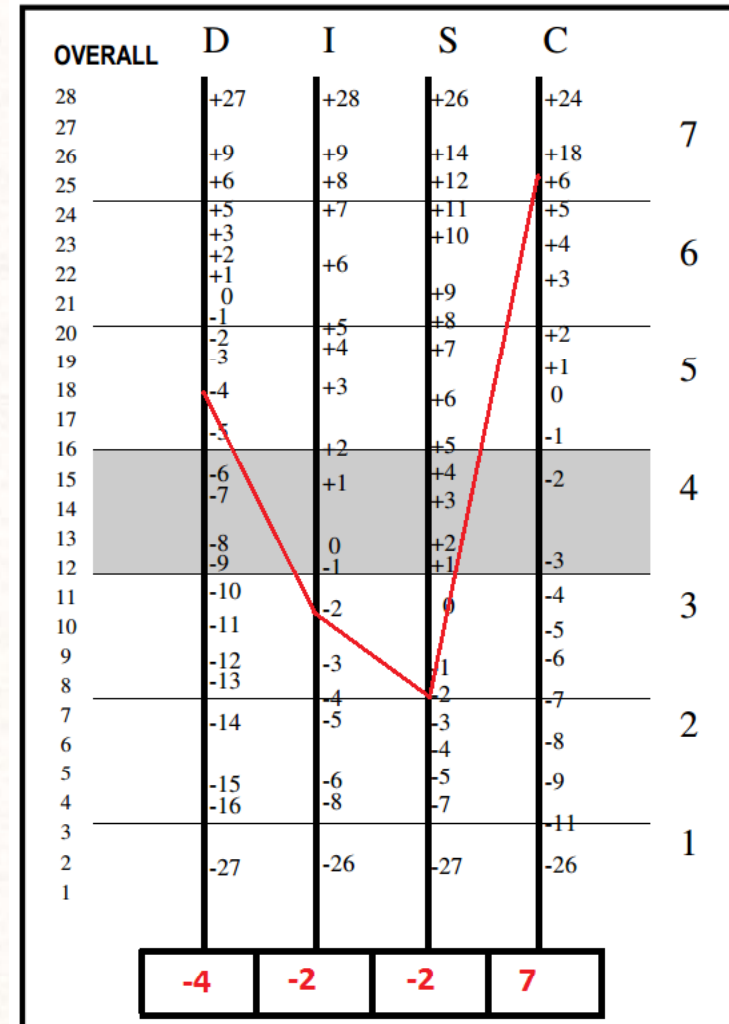 D I S C
OVERALL
28 +27 +28 +26 +24
27 7
26 +9 +9 +14 +18
25 +6 +8 +12 +6
24 +5 +7 +11 +5
23 +3 +10 +4
+2 6
22 +1 +6 +3
21 0 +9
-1 +5 +8
20 -2 +2
19 -3 +4 +7 +1 5
18 -4 +3 +6 0
17 -5 -1
16 +2 +5
15 -6 +1 +4 -2 4
14 -7 +3
13 -8 0 +2
12 -9 -1 +1 -3
11 -10 -2 0 -4 3
10 -11 -5
9 -12 -3 -1 -6
8 -13 -4 -2 -7
7 -14 -5 -3 2
6 -4 -8
5 -15 -6 -5 -9
4 -16 -8 -7
3 -11 1
2 -27 -26 -27 -26
1
-4 -2 -2 7